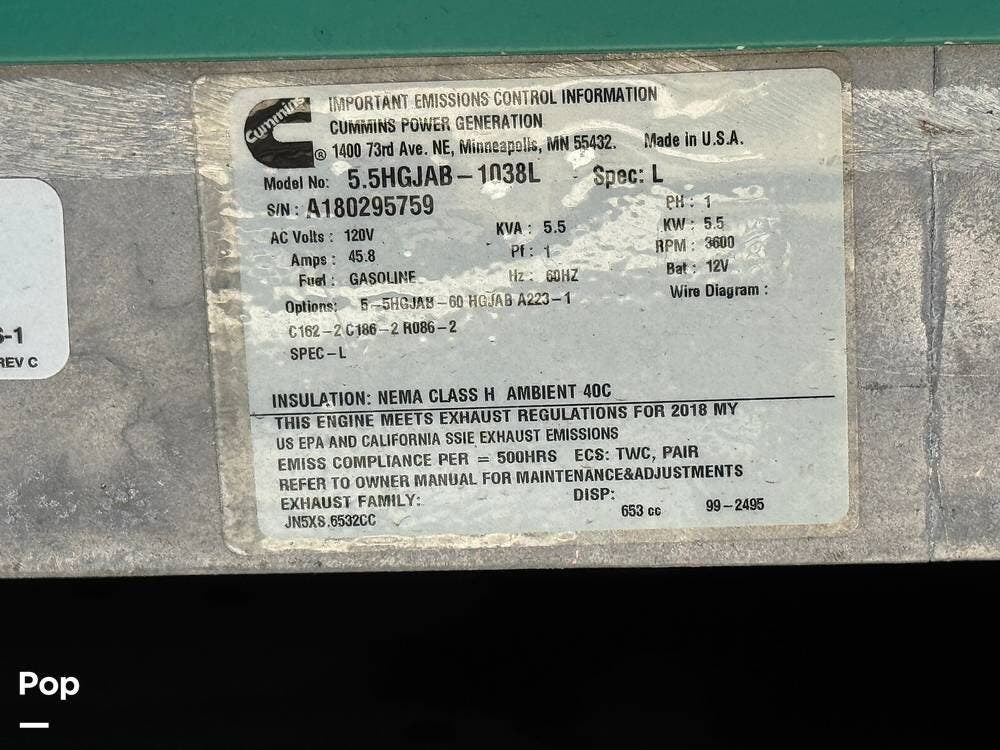 Cummins
IMPORTANT EMISSIONS CONTROL INFORMATION
CUMMINS POWER GENERATION
® 1400 73rd Ave. NE, Minneapolis, MN 55432. Made in U.S.A.
Model No: 5.5HGJAB-1038L Spec: L
S/N : A180295759 PH : 1
AC Volts : 120V KVA : 5.5 KW : 5.5
Amps : 45.8 Pf : 1 RPM : 3600
Fuel : GASOLINE Hz : 60HZ Bat : 12V
Options: 5-5HGJAB-60 HGJAB A223-1 Wire Diagram :
C162-2 C186-2 R086-2
SPEC-L
INSULATION: NEMA CLASS H AMBIENT 40C
THIS ENGINE MEETS EXHAUST REGULATIONS FOR 2018 MY
US EPA AND CALIFORNIA SSIE EXHAUST EMISSIONS
EMISS COMPLIANCE PER = 500HRS ECS: TWC, PAIR
REFER TO OWNER MANUAL FOR MAINTENANCE&ADJUSTMENTS
EXHAUST FAMILY: DISP:
JN5XS.6532CC 653 cc 99-2495
-1
REV C
Pop